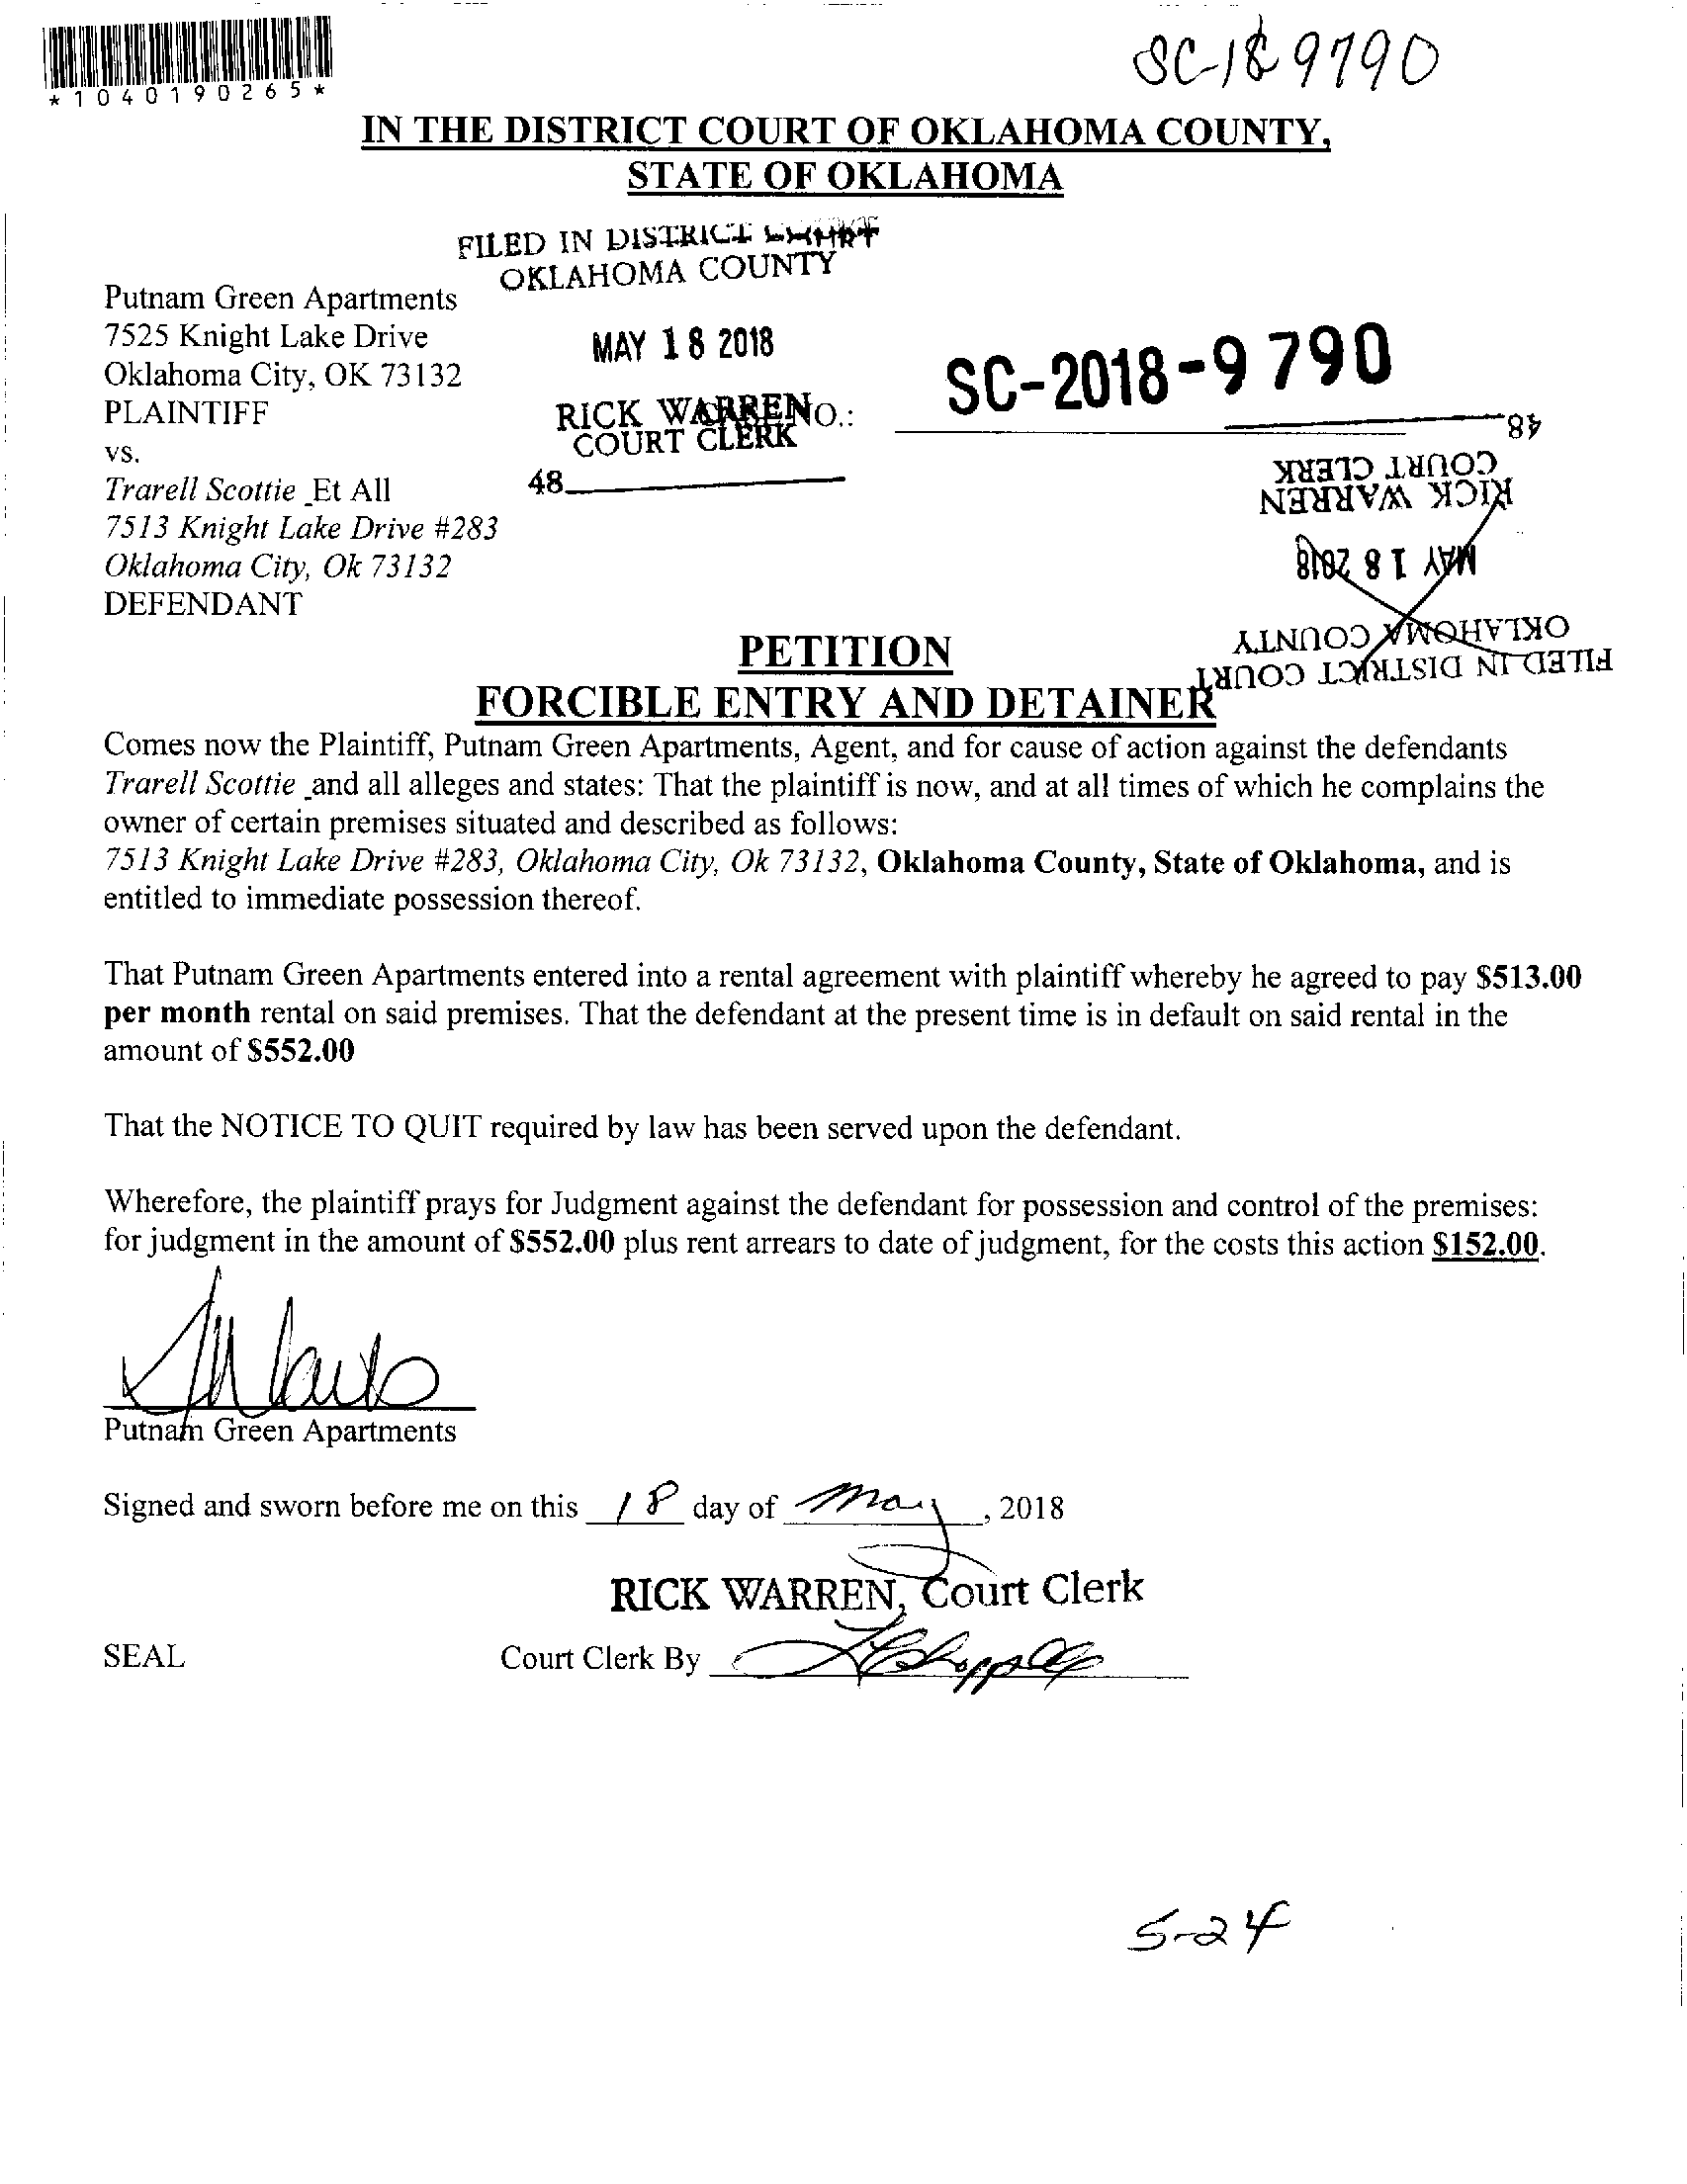 *1040190265*
SC-18 9790
IN THE DISTRICT COURT OF OKLAHOMA COUNTY,
STATE OF OKLAHOMA
FILED IN DISTRICT COURT
OKLAHOMA COUNTY
Putnam Green Apartments
7525 Knight Lake Drive
Oklahoma City, OK 73132
PLAINTIFF
MAY 18 2018
RICK WARREN
COURT CLERK
48
NO.:
SC-2018-9790
vs.
Trarell Scottie Et All
7513 Knight Lake Drive #283
Oklahoma City, Ok 73132
DEFENDANT
FILED IN DISTRICT COURT
OKLAHOMA COUNTY
MAY 18 2018
RICK WARREN
COURT CLERK
48
PETITION
FORCIBLE ENTRY AND DETAINER
Comes now the Plaintiff, Putnam Green Apartments, Agent, and for cause of action against the defendants
Trarell Scottie and all alleges and states: That the plaintiff is now, and at all times of which he complains the
owner of certain premises situated and described as follows:
7513 Knight Lake Drive #283, Oklahoma City, Ok 73132, Oklahoma County, State of Oklahoma, and is
entitled to immediate possession thereof.
That Putnam Green Apartments entered into a rental agreement with plaintiff whereby he agreed to pay $513.00
per month rental on said premises. That the defendant at the present time is in default on said rental in the
amount of $552.00
That the NOTICE TO QUIT required by law has been served upon the defendant.
Wherefore, the plaintiff prays for Judgment against the defendant for possession and control of the premises:
for judgment in the amount of $552.00 plus rent arrears to date of judgment, for the costs this action $152.00.
Putnam Green Apartments
Signed and sworn before me on this 18 day of May, 2018
RICK WARREN, Court Clerk
SEAL
Court Clerk By
5-24